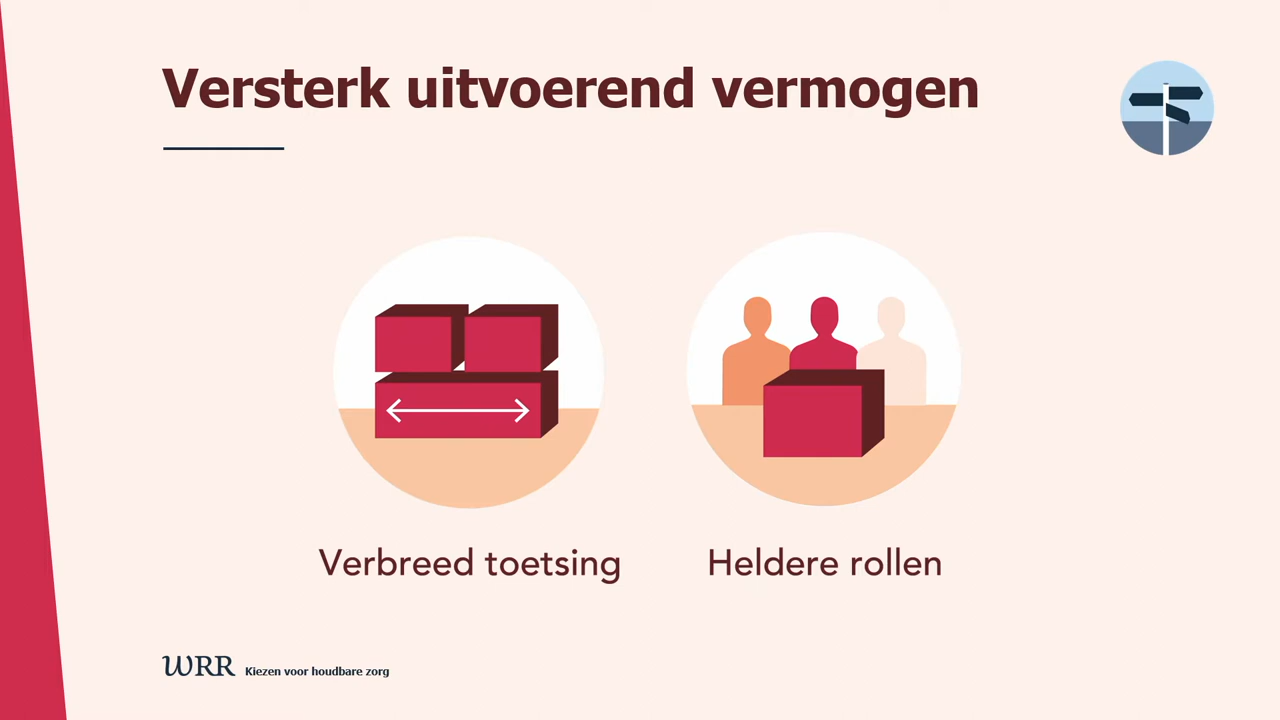 Versterk uitvoerend vermogen
Verbreed toetsing
Heldere rollen
WRR Kiezen voor houdbare zorg